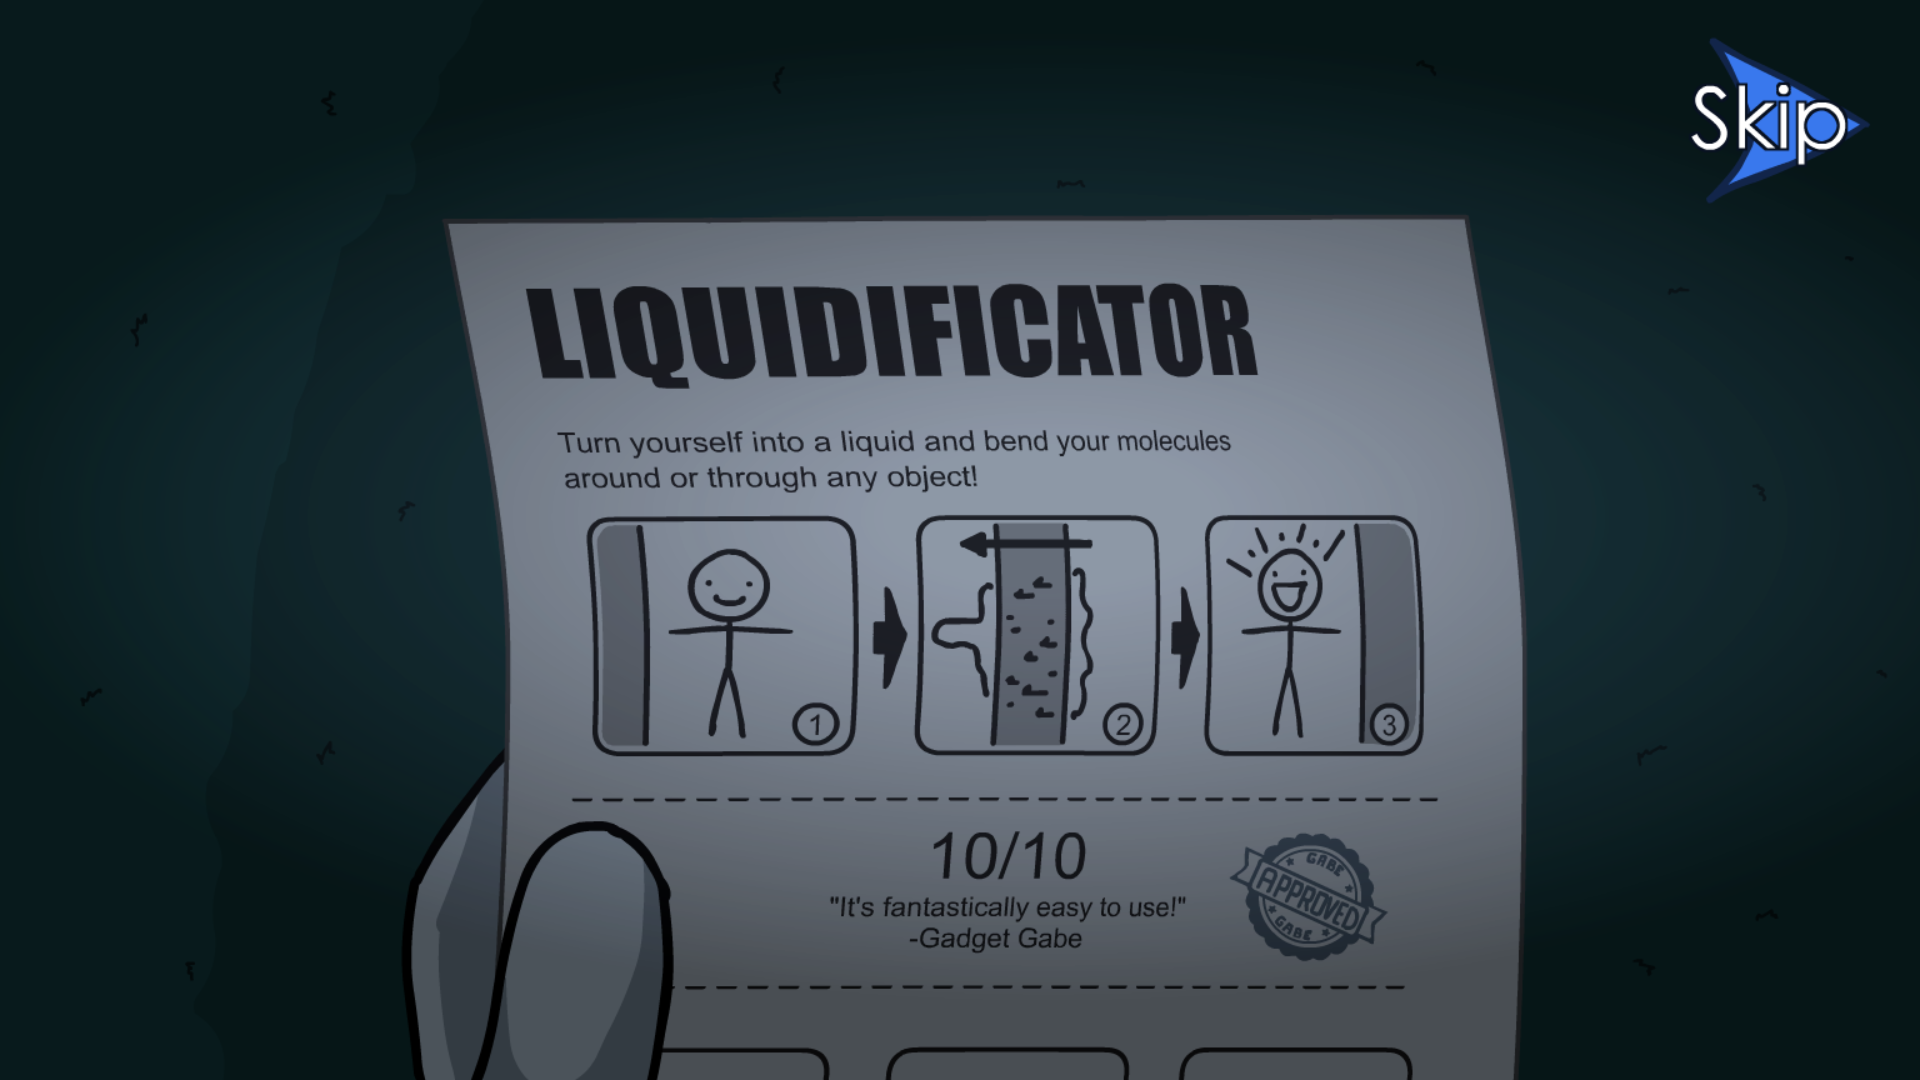 Skip
LIQUIDIFICATOR
Turn yourself into a liquid and bend your molecules
around or through any object!
1
2
3
10/10
"It's fantastically easy to use!"
-Gadget Gabe
GABE
APPROVED
GABE